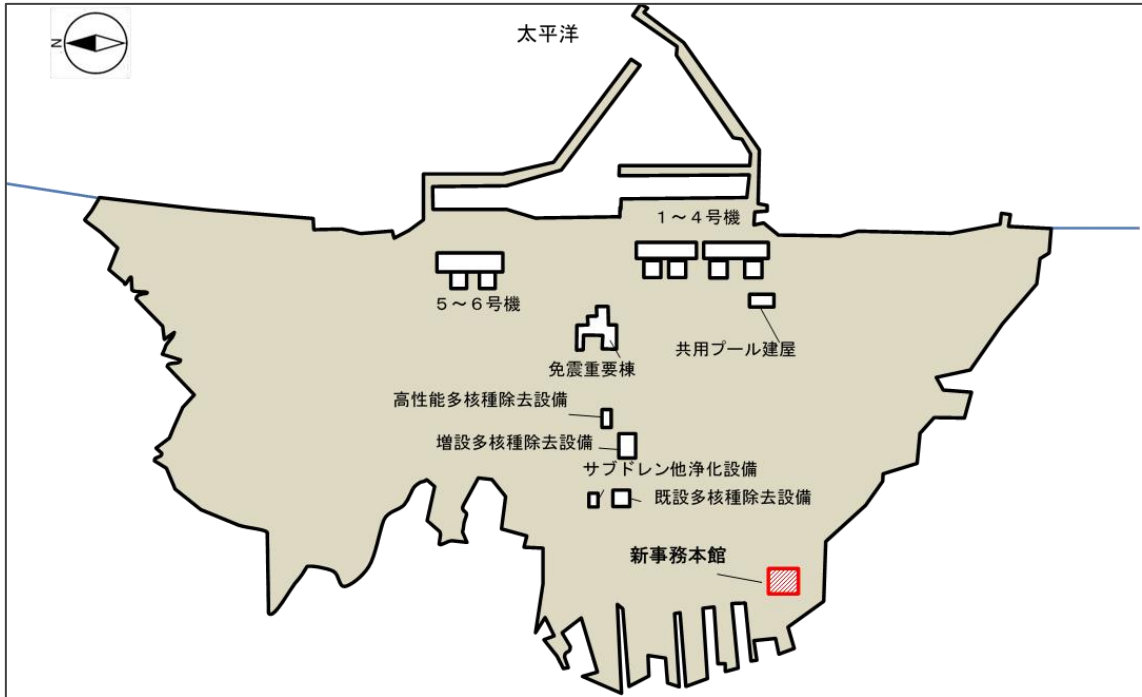 N
太平洋
1～4号機
5～6号機
共用プール建屋
免震重要棟
高性能多核種除去設備
増設多核種除去設備
サブドレン他浄化設備
既設多核種除去設備
新事務本館